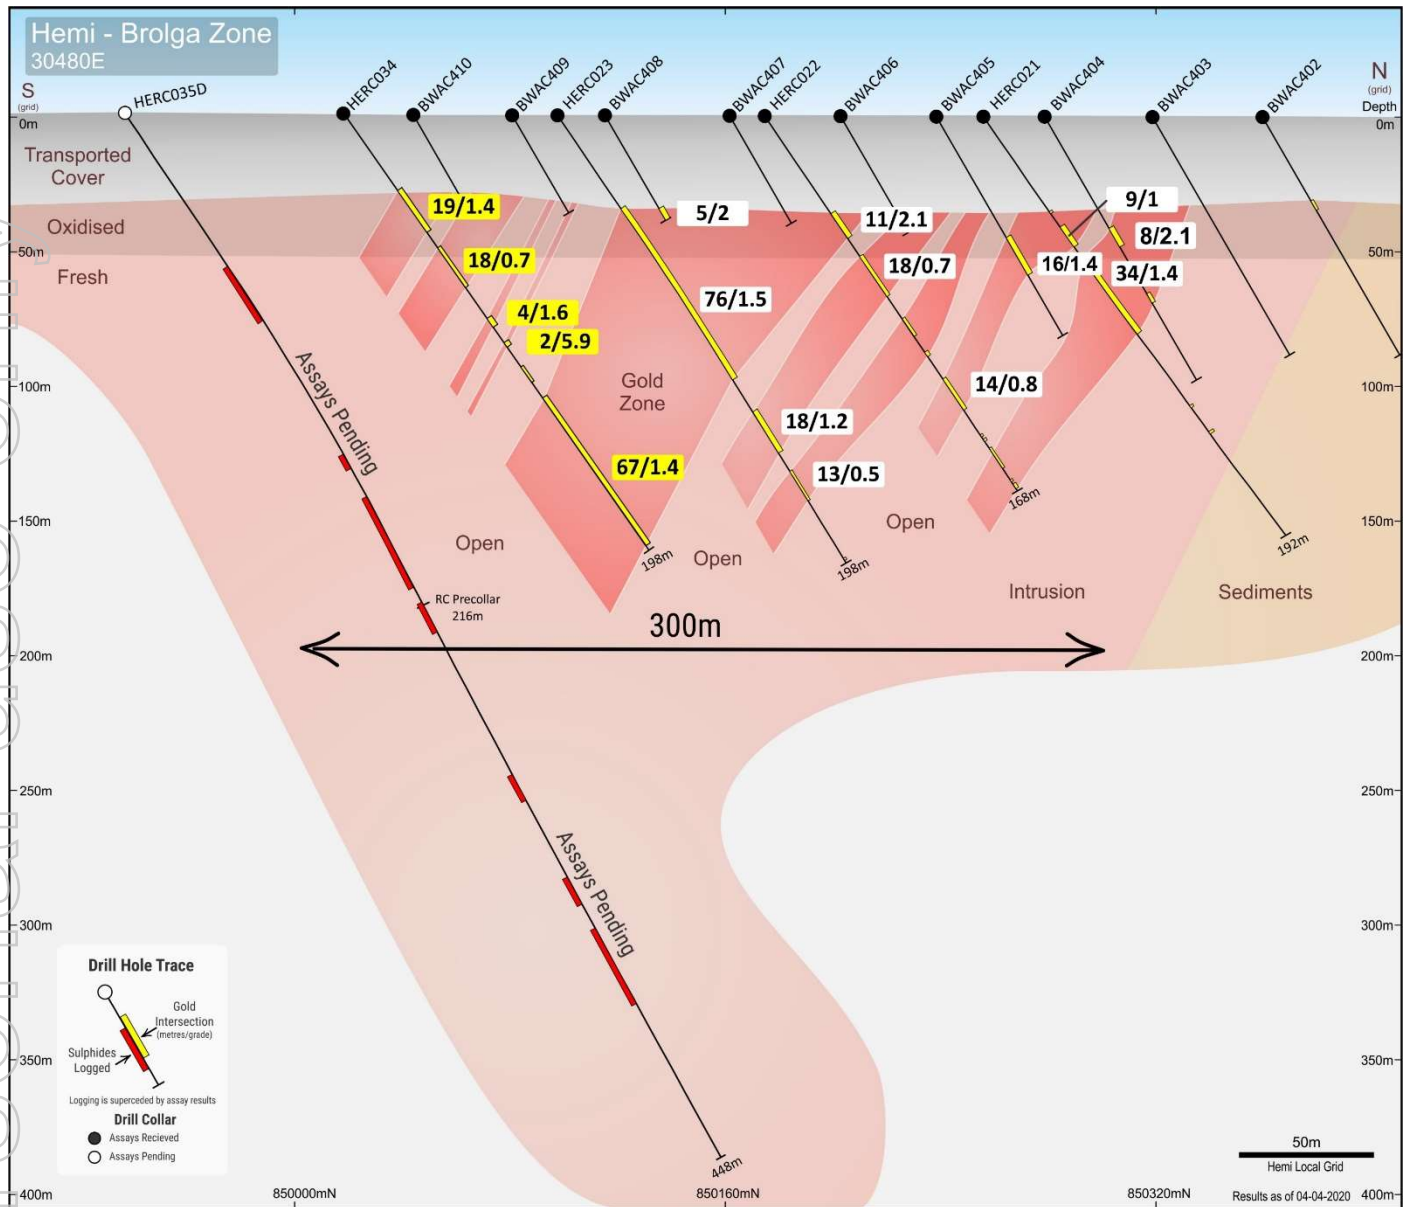 Hemi - Brolga Zone
30480E
S
(grid)
N
(grid)
Depth
HERC035D
HERC034
BWAC410
BWAC409
HERC023
BWAC408
BWAC407
HERC022
BWAC406
BWAC405
HERC021
BWAC404
BWAC403
BWAC402
0m
0m
Transported
Cover
Oxidised
Fresh
50m
50m
19/1.4
18/0.7
4/1.6
2/5.9
67/1.4
5/2
76/1.5
18/1.2
13/0.5
11/2.1
18/0.7
14/0.8
16/1.4
9/1
8/2.1
34/1.4
Gold
Zone
100m
100m
Assays Pending
150m
150m
Open
Open
Open
198m
198m
168m
192m
Intrusion
Sediments
RC Precollar
216m
300m
200m
200m
250m
250m
Assays Pending
300m
300m
350m
350m
448m
400m
400m
850000mN
850160mN
850320mN
Drill Hole Trace
Gold
Intersection
(metres/grade)
Sulphides
Logged
Logging is superceded by assay results
Drill Collar
Assays Recieved
Assays Pending
50m
Hemi Local Grid
Results as of 04-04-2020